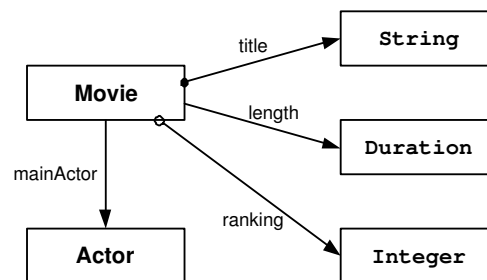 title
String
Movie
length
Duration
mainActor
ranking
Actor
Integer